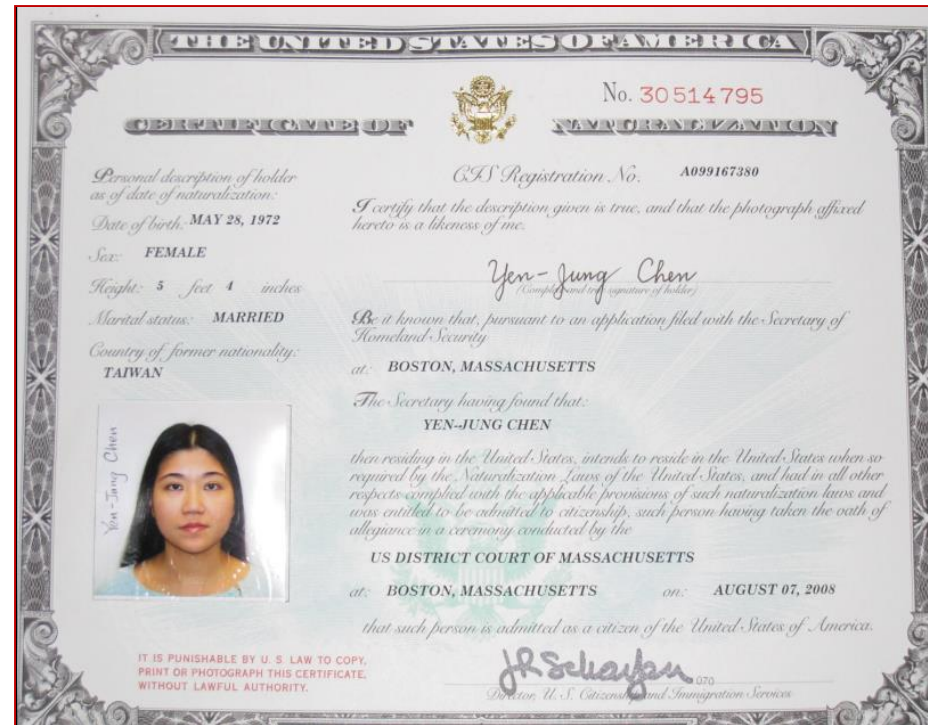 THE UNITED STATES OF AMERICA
No. 30514795
CERTIFICATE OF NATURALIZATION
Personal description of holder
as of date of naturalization:
Date of birth: MAY 28, 1972
Sex: FEMALE
Height: 5 feet 4 inches
Marital status: MARRIED
Country of former nationality:
TAIWAN
Yen-Jung Chen
IT IS PUNISHABLE BY U. S. LAW TO COPY,
PRINT OR PHOTOGRAPH THIS CERTIFICATE,
WITHOUT LAWFUL AUTHORITY.
CIS Registration No. A099167380
I certify that the description given is true, and that the photograph affixed
hereto is a likeness of me.
Yen-Jung Chen
(Complete and true signature of holder)
Be it known that, pursuant to an application filed with the Secretary of
Homeland Security
at: BOSTON, MASSACHUSETTS
The Secretary having found that:
YEN-JUNG CHEN
then residing in the United States, intends to reside in the United States when so
required by the Naturalization Laws of the United States, and had in all other
respects complied with the applicable provisions of such naturalization laws and
was entitled to be admitted to citizenship, such person having taken the oath of
allegiance in a ceremony conducted by the
US DISTRICT COURT OF MASSACHUSETTS
at: BOSTON, MASSACHUSETTS on: AUGUST 07, 2008
that such person is admitted as a citizen of the United States of America.
070
Director, U. S. Citizenship and Immigration Services